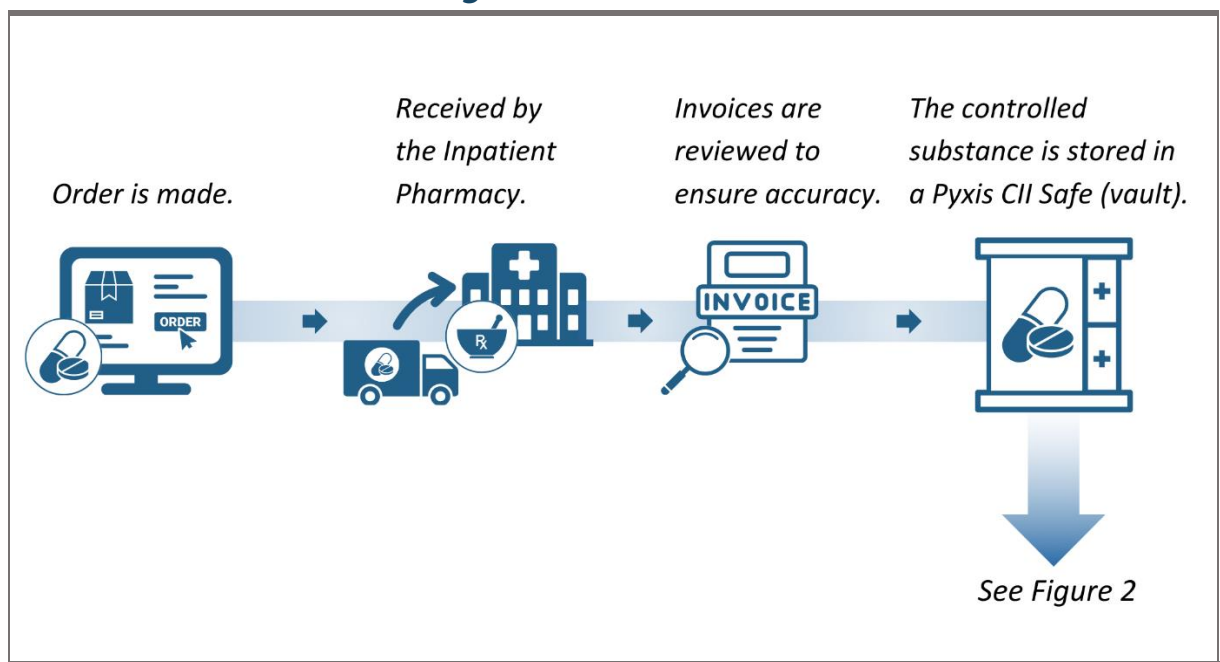 Order is made.
Received by
the Inpatient
Pharmacy.
Invoices are
reviewed to
ensure accuracy.
The controlled
substance is stored in
a Pyxis CII Safe (vault).
ORDER
Rx
INVOICE
See Figure 2